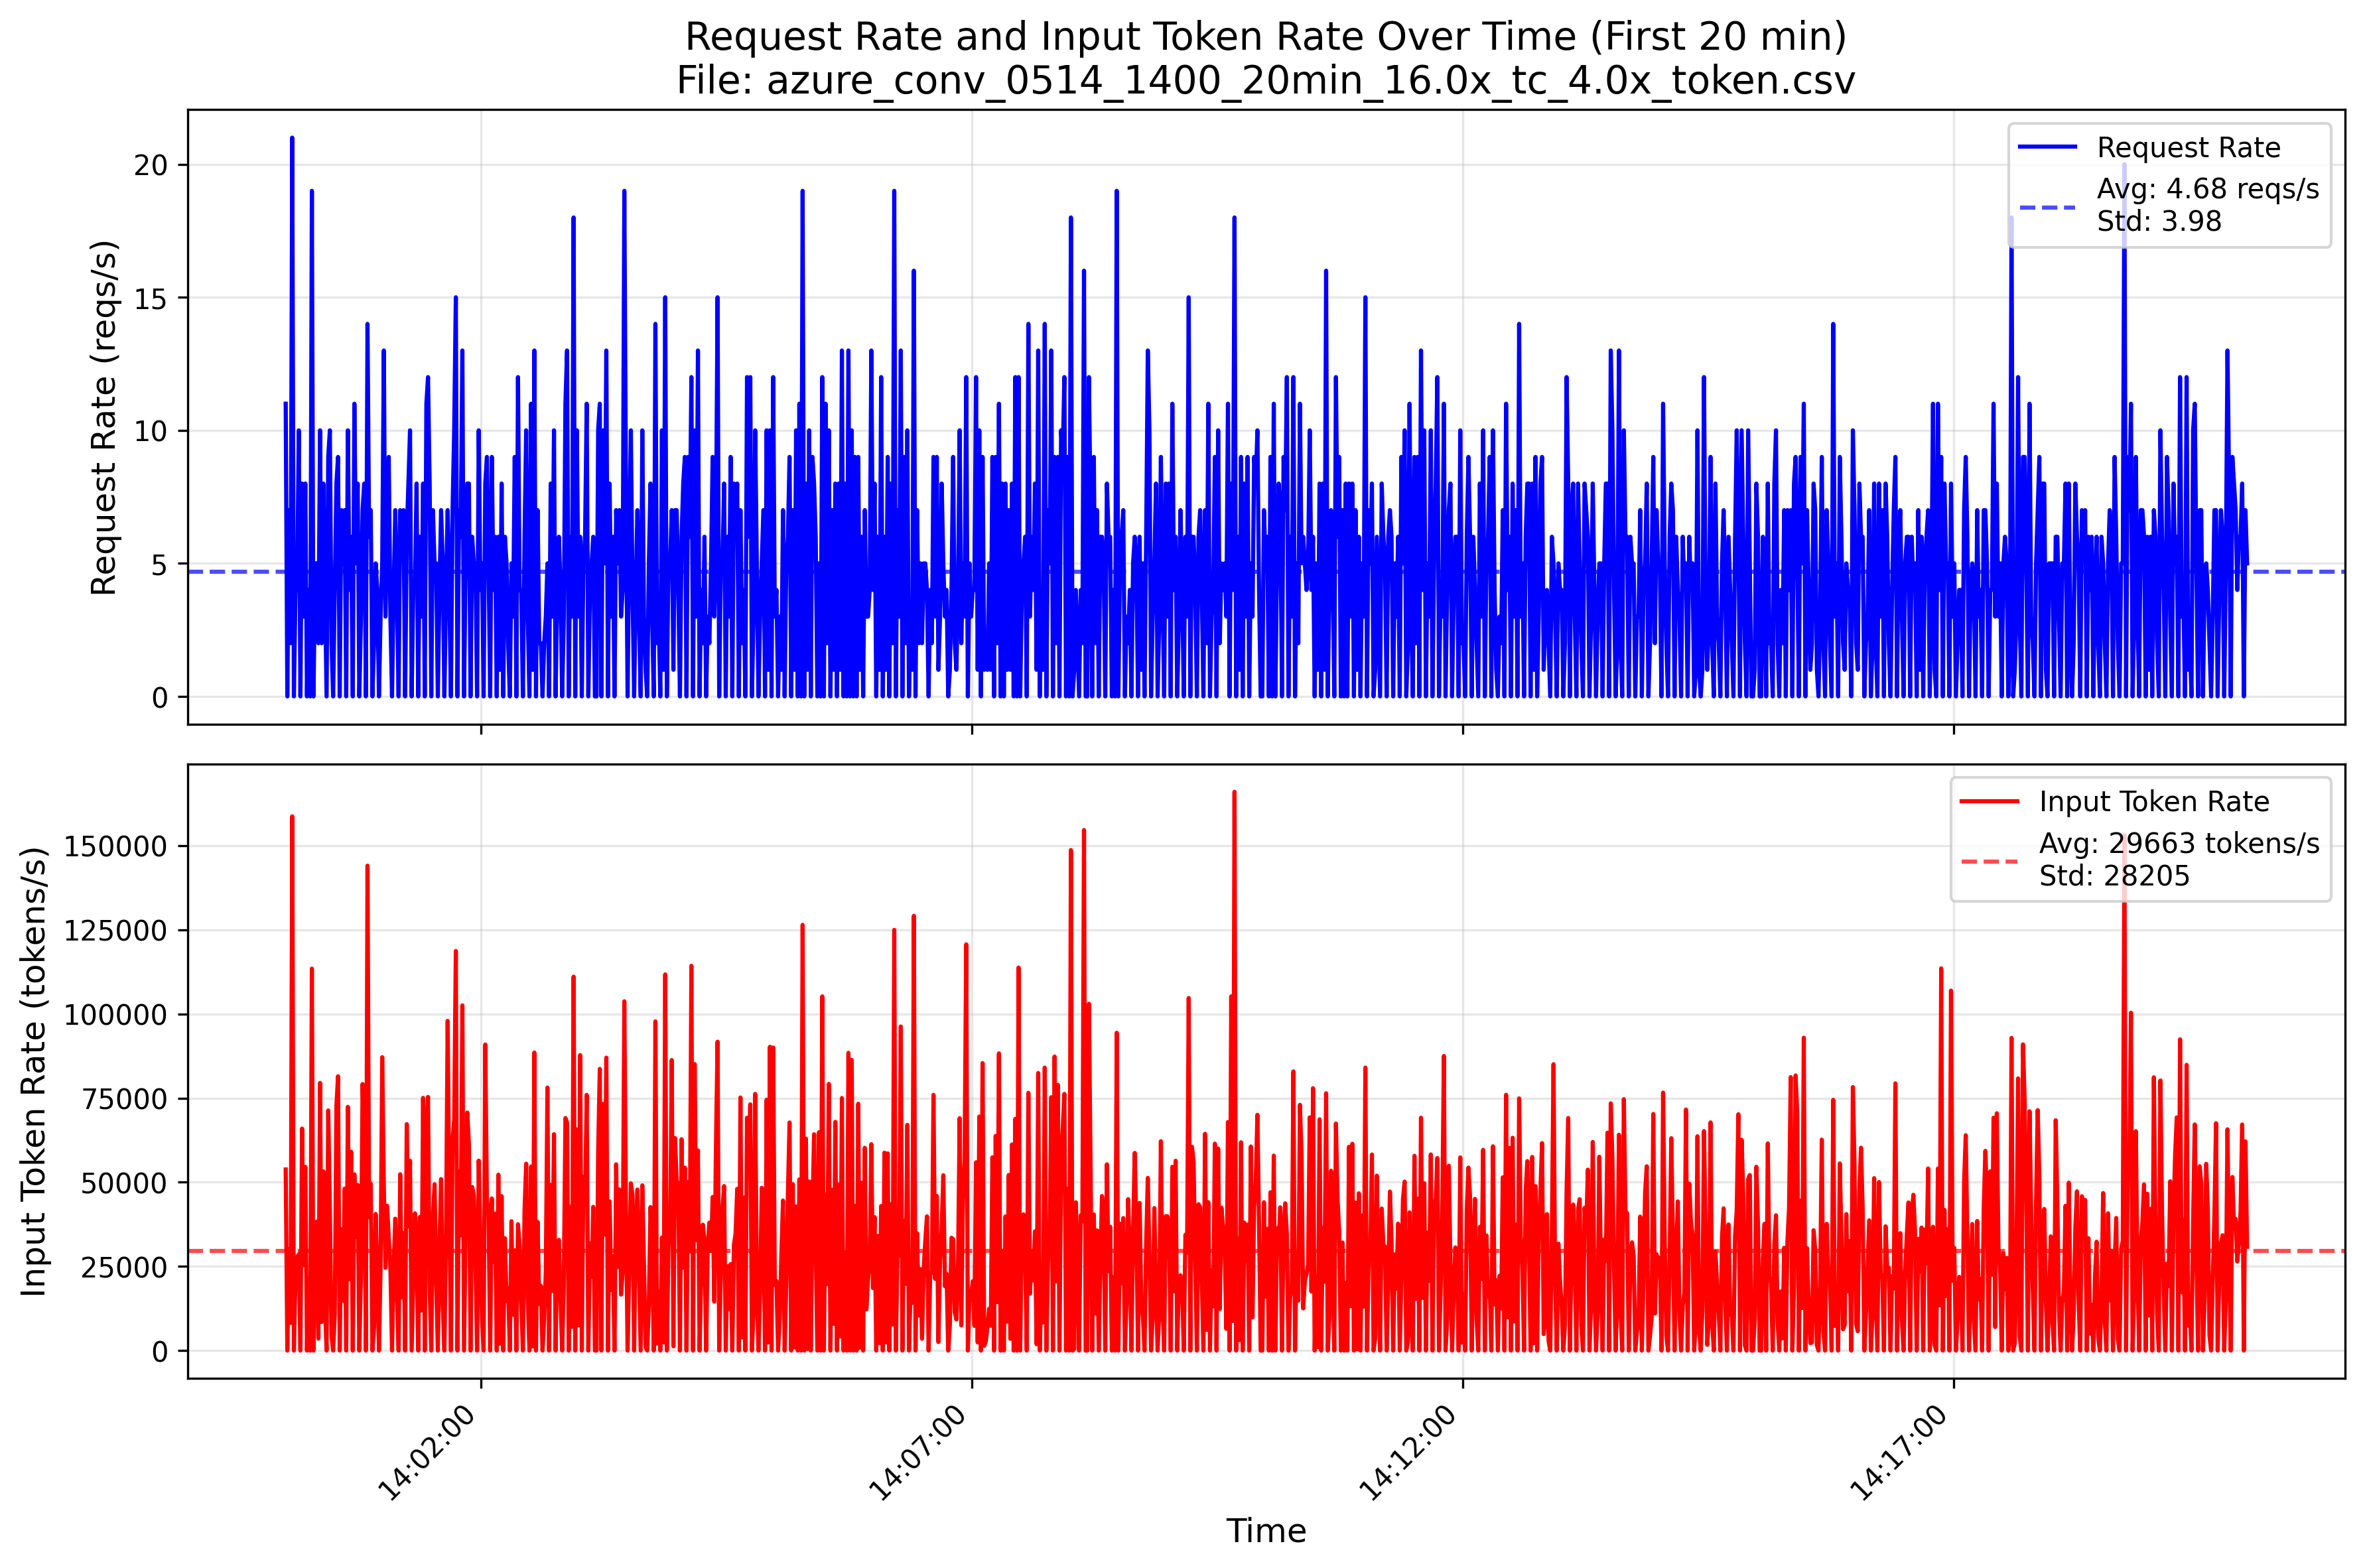 Request Rate and Input Token Rate Over Time (First 20 min)
File: azure_conv_0514_1400_20min_16.0x_tc_4.0x_token.csv
Request Rate (reqs/s)
20
15
10
5
0
Request Rate
Avg: 4.68 reqs/s
Std: 3.98
Input Token Rate (tokens/s)
150000
125000
100000
75000
50000
25000
0
Input Token Rate
Avg: 29663 tokens/s
Std: 28205
14:02:00
14:07:00
14:12:00
14:17:00
Time